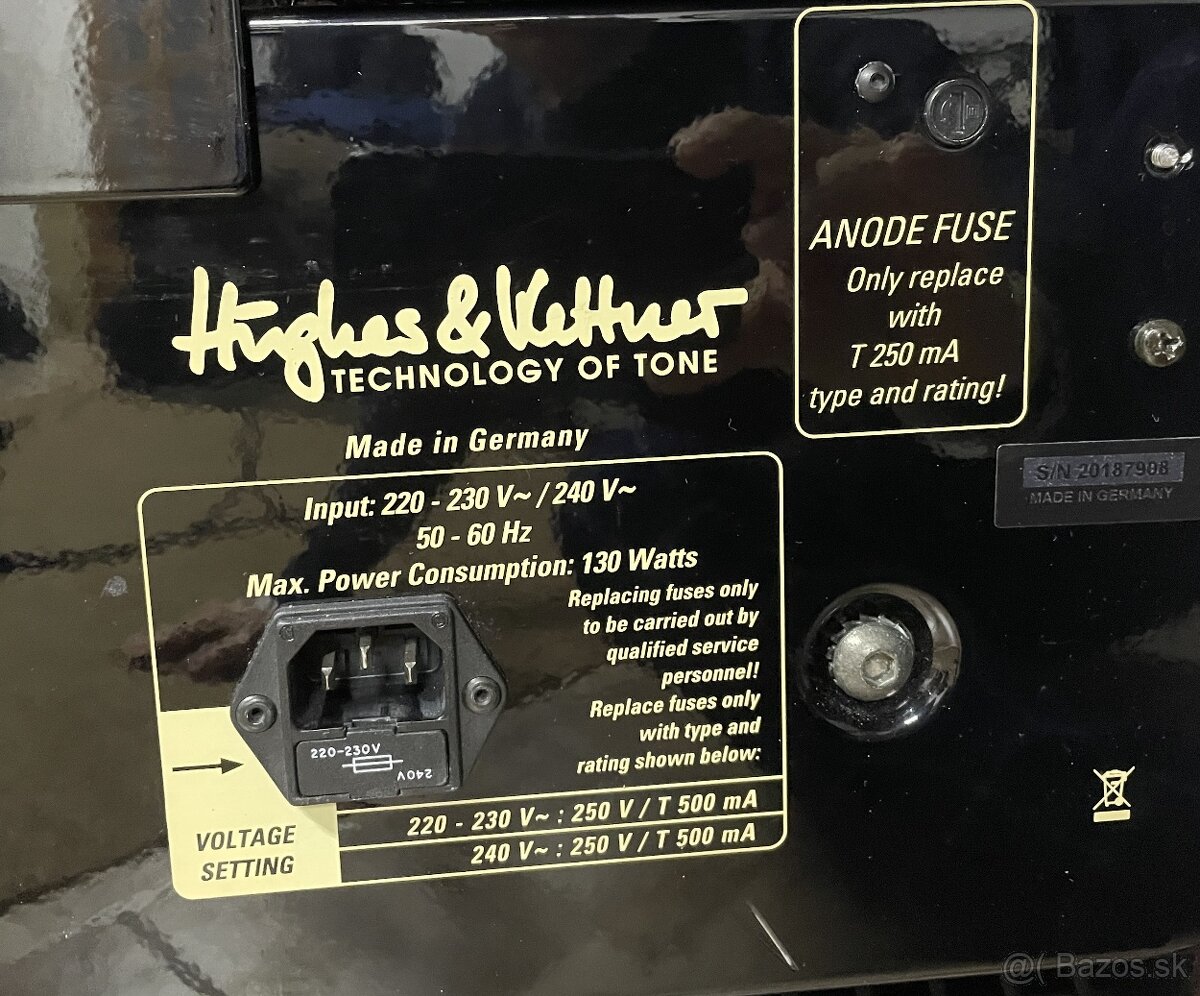 ANODE FUSE
Only replace
with
T 250 mA
type and rating!
Hughes & Kettner
TECHNOLOGY OF TONE
Made in Germany
S/N 20187908
MADE IN GERMANY
Input: 220 - 230 V~ / 240 V~
50 - 60 Hz
Max. Power Consumption: 130 Watts
Replacing fuses only
to be carried out by
qualified service
personnel!
Replace fuses only
with type and
rating shown below:
220-230V
240V
220 - 230 V~ : 250 V / T 500 mA
240 V~ : 250 V / T 500 mA
VOLTAGE
SETTING
@( Bazos.sk